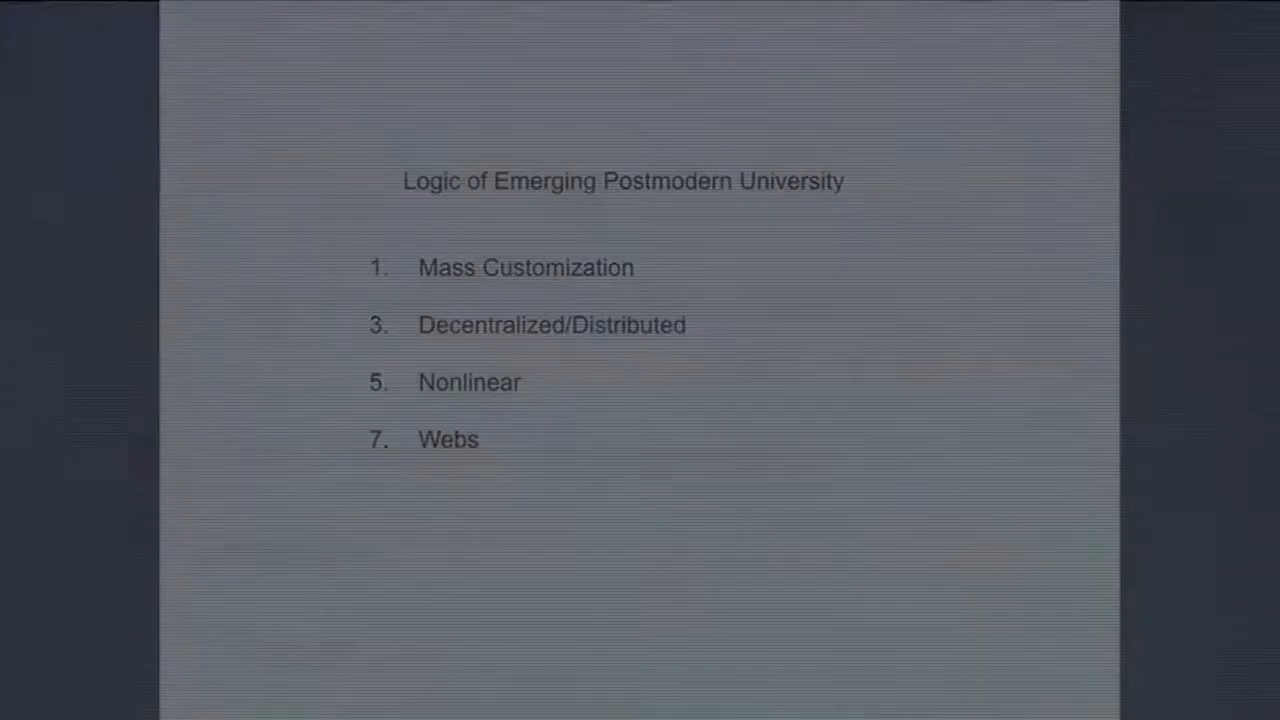 Logic of Emerging Postmodern University
1. Mass Customization
3. Decentralized/Distributed
5. Nonlinear
7. Webs